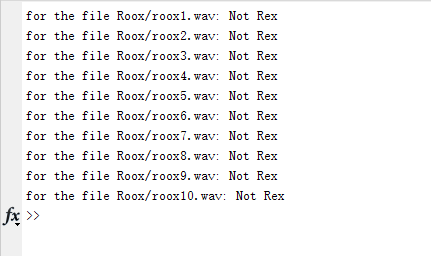 for the file Roox/roox1.wav: Not Rex
for the file Roox/roox2.wav: Not Rex
for the file Roox/roox3.wav: Not Rex
for the file Roox/roox4.wav: Not Rex
for the file Roox/roox5.wav: Not Rex
for the file Roox/roox6.wav: Not Rex
for the file Roox/roox7.wav: Not Rex
for the file Roox/roox8.wav: Not Rex
for the file Roox/roox9.wav: Not Rex
for the file Roox/roox10.wav: Not Rex
fx >>